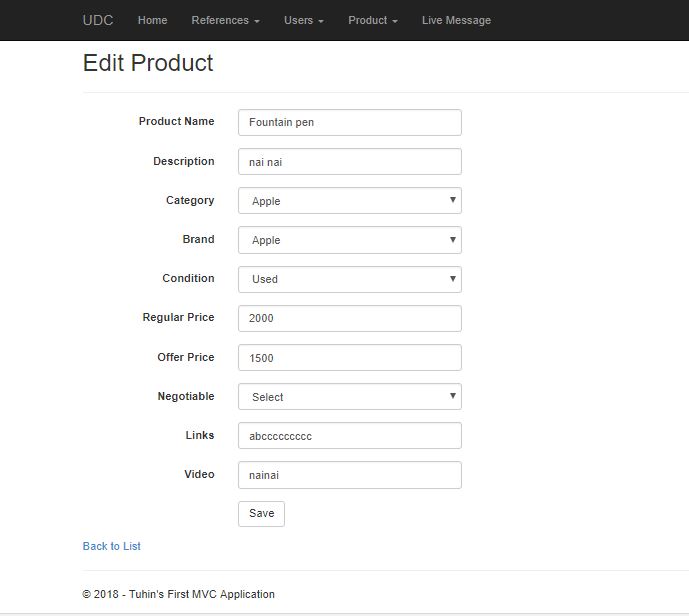 UDC Home References Users Product Live Message
Edit Product
Product Name Fountain pen
Description nai nai
Category Apple
Brand Apple
Condition Used
Regular Price 2000
Offer Price 1500
Negotiable Select
Links abccccccccc
Video nainai
Save
Back to List
© 2018 - Tuhin's First MVC Application